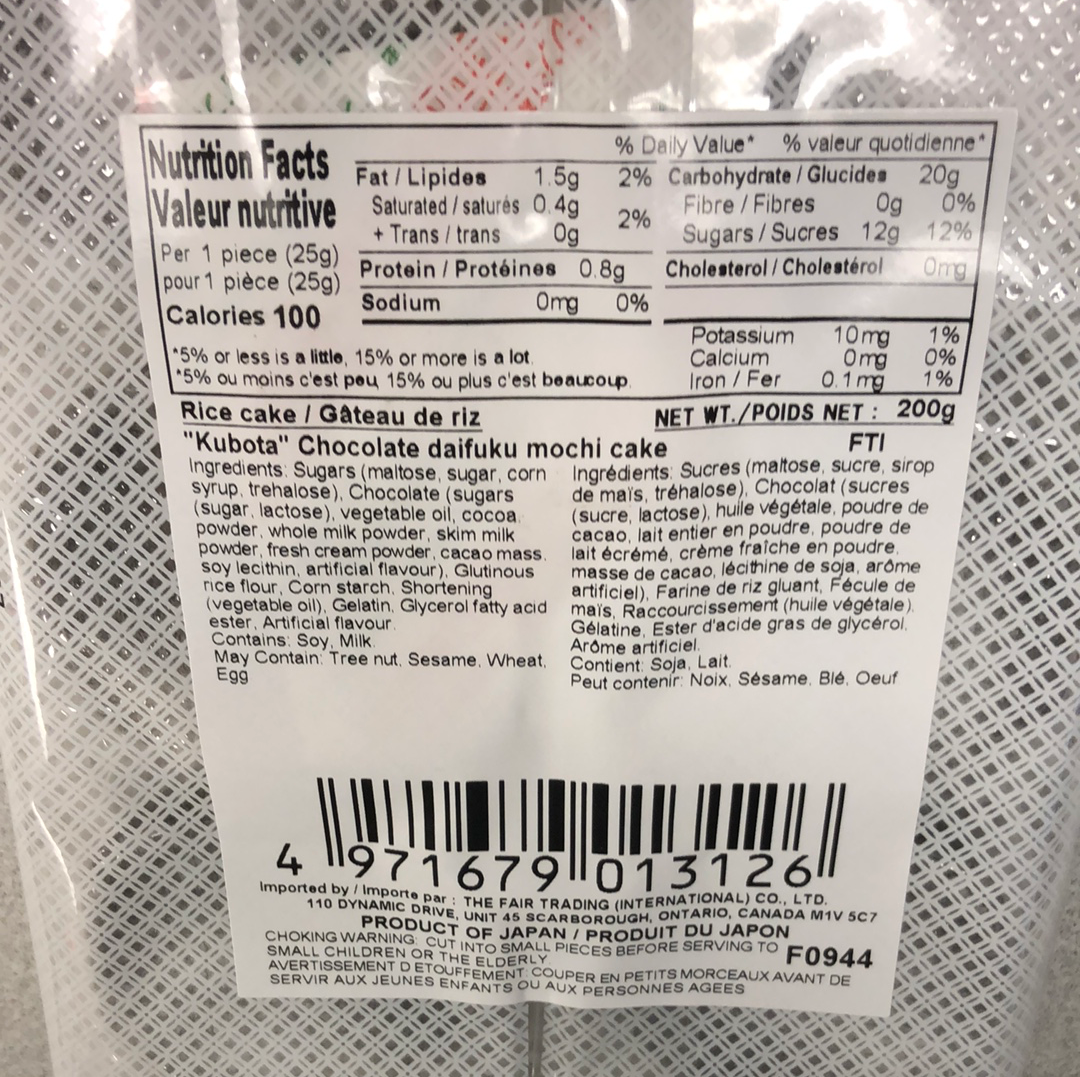 Nutrition Facts
Valeur nutritive
Per 1 piece (25g)
pour 1 pièce (25g)
Calories 100
% Daily Value* % valeur quotidienne*
Fat / Lipides 1.5g 2%
Saturated / saturés 0.4g
+ Trans / trans 0g 2%
Protein / Protéines 0.8g
Sodium 0mg 0%
Carbohydrate / Glucides 20g
Fibre / Fibres 0g 0%
Sugars / Sucres 12g 12%
Cholesterol / Cholestérol 0mg
Potassium 10mg 1%
Calcium 0mg 0%
Iron / Fer 0.1mg 1%
*5% or less is a little, 15% or more is a lot
*5% ou moins c'est peu, 15% ou plus c'est beaucoup.
Rice cake / Gâteau de riz
NET WT./POIDS NET : 200g
"Kubota" Chocolate daifuku mochi cake
FTI
Ingredients: Sugars (maltose, sugar, corn
syrup, trehalose), Chocolate (sugars
(sugar, lactose), vegetable oil, cocoa
powder, whole milk powder, skim milk
powder, fresh cream powder, cacao mass,
soy lecithin, artificial flavour), Glutinous
rice flour, Corn starch, Shortening
(vegetable oil), Gelatin, Glycerol fatty acid
ester, Artificial flavour.
Contains: Soy, Milk.
May Contain: Tree nut, Sesame, Wheat,
Egg
Ingrédients: Sucres (maltose, sucre, sirop
de maïs, tréhalose), Chocolat (sucres
(sucre, lactose), huile végétale, poudre de
cacao, lait entier en poudre, poudre de
lait écrémé, crème fraîche en poudre,
masse de cacao, lécithine de soja, arôme
artificiel), Farine de riz gluant, Fécule de
maïs, Raccourcissement (huile végétale),
Gélatine, Ester d'acide gras de glycérol,
Arôme artificiel.
Contient: Soja, Lait.
Peut contenir: Noix, Sésame, Blé, Oeuf
4 971679 013126
Imported by / Importe par : THE FAIR TRADING (INTERNATIONAL) CO., LTD.
110 DYNAMIC DRIVE, UNIT 45 SCARBOROUGH, ONTARIO, CANADA M1V 5C7
PRODUCT OF JAPAN / PRODUIT DU JAPON
CHOKING WARNING: CUT INTO SMALL PIECES BEFORE SERVING TO
SMALL CHILDREN OR THE ELDERLY.
F0944
AVERTISSEMENT D ETOUFFEMENT: COUPER EN PETITS MORCEAUX AVANT DE
SERVIR AUX JEUNES ENFANTS OU AUX PERSONNES AGEES